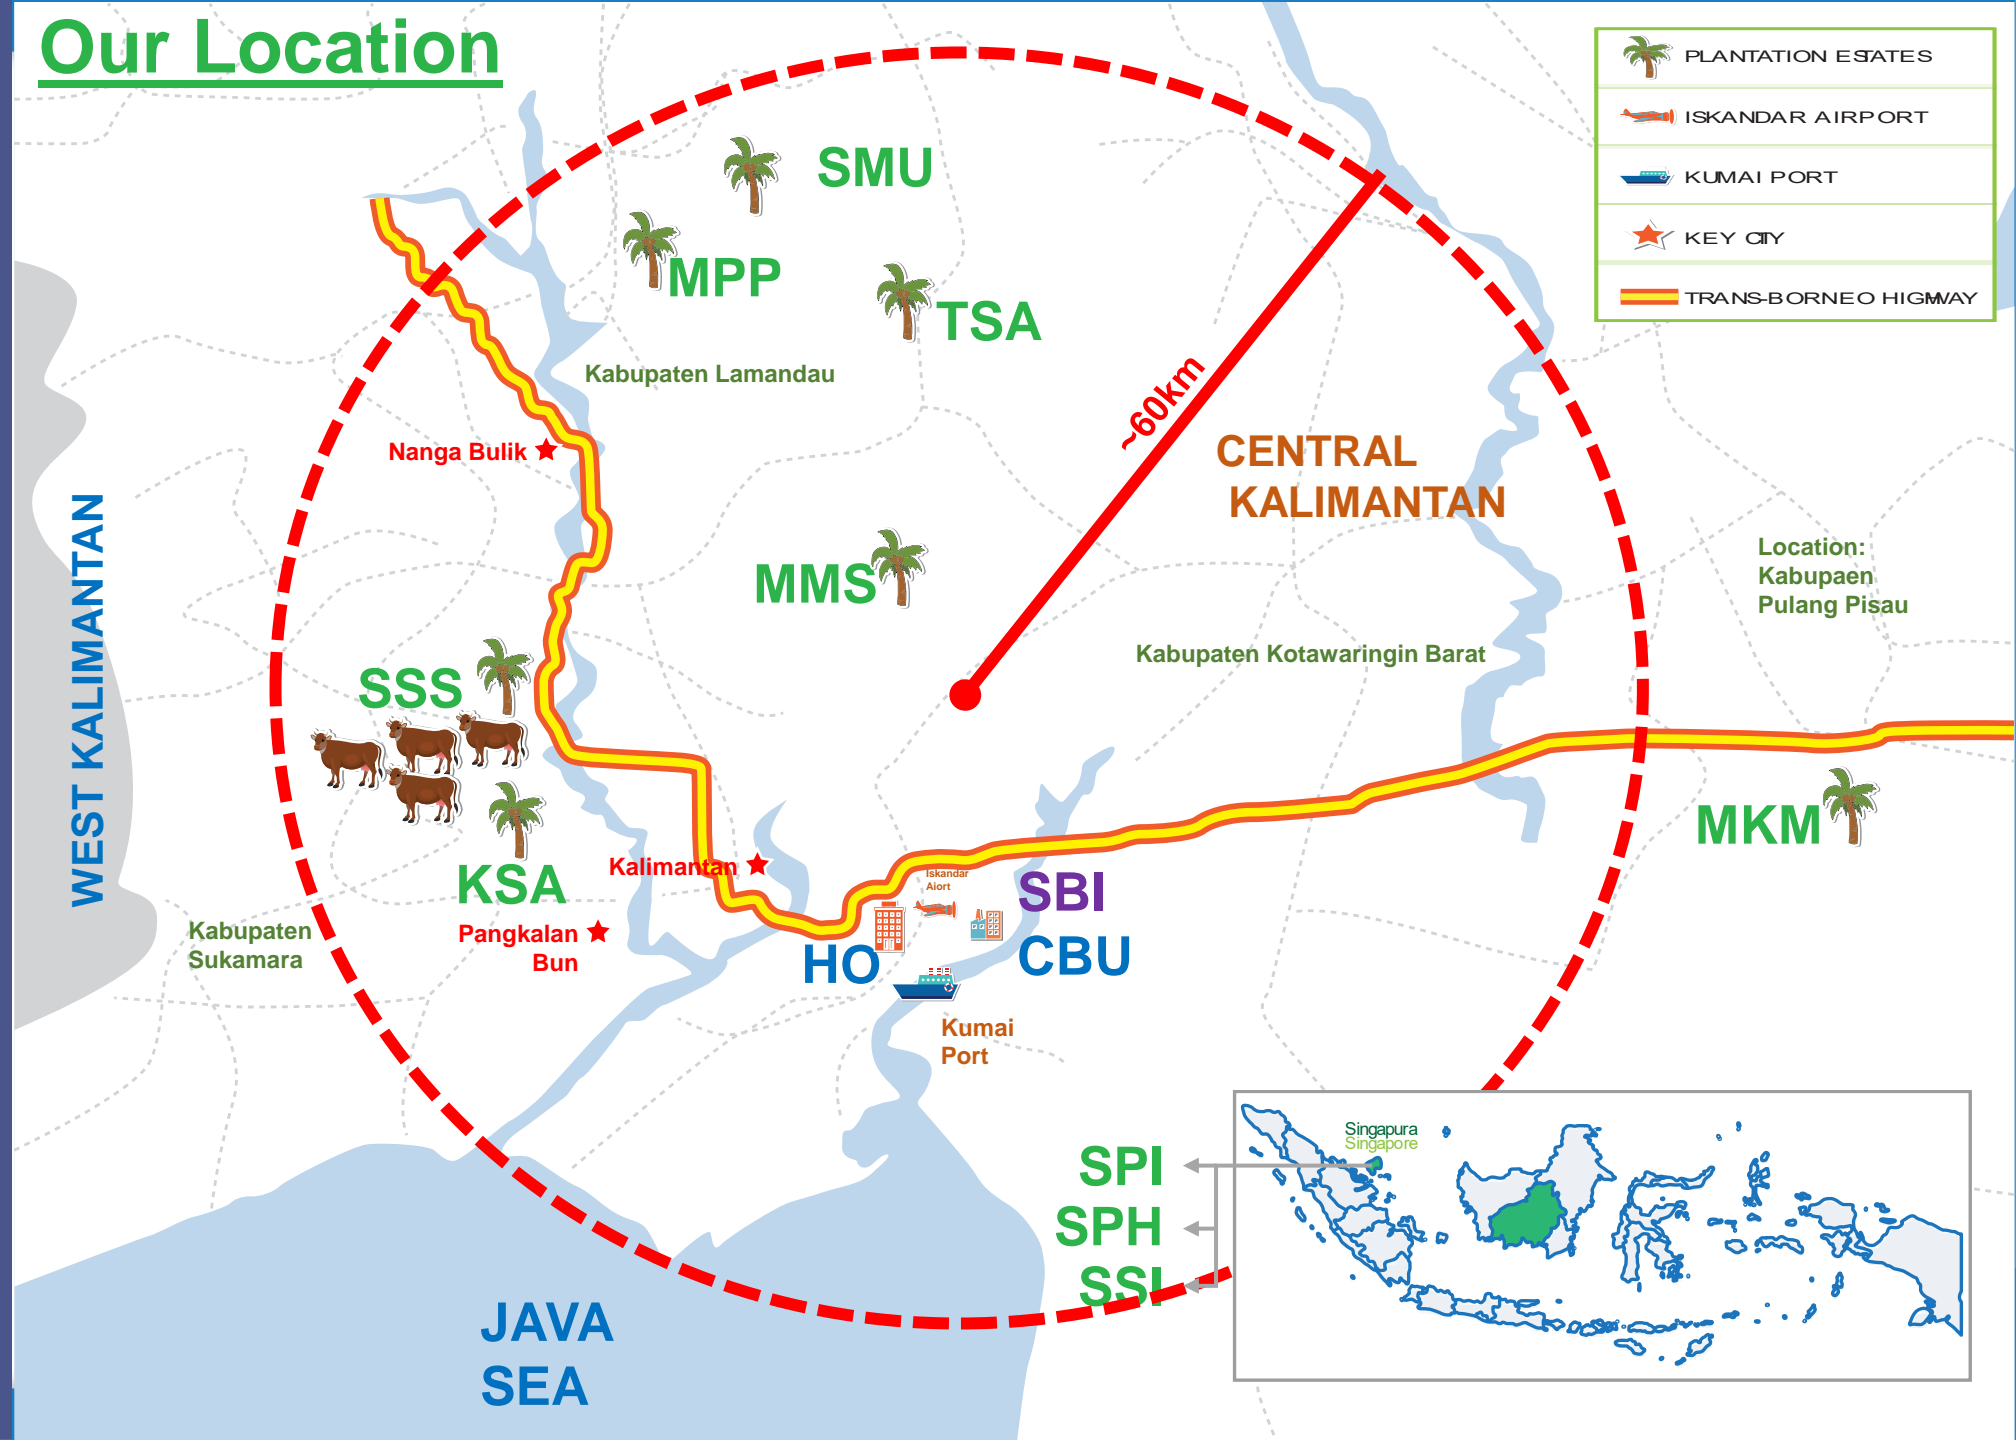 Our Location
PLANTATION ESTATES
ISKANDAR AIRPORT
KUMAI PORT
KEY CITY
TRANS-BORNEO HIGHWAY
SMU
MPP
TSA
Kabupaten Lamandau
~60km
Nanga Bulik
CENTRAL
KALIMANTAN
WEST KALIMANTAN
MMS
Location:
Kabupaen
Pulang Pisau
Kabupaten Kotawaringin Barat
SSS
MKM
Kalimantan
KSA
Iskandar
Aiort
SBI
Kabupaten
Sukamara
Pangkalan
Bun
HO
CBU
Kumai
Port
Singapura
Singapore
SPI
SPH
SSI
JAVA
SEA